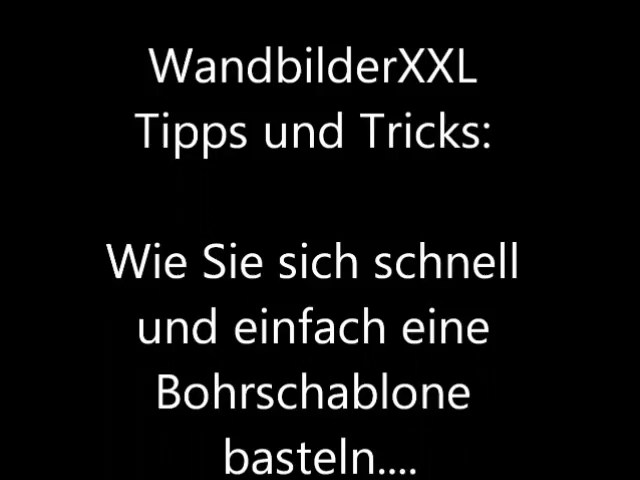 WandbilderXXL
Tipps und Tricks:
Wie Sie sich schnell
und einfach eine
Bohrschablone
basteln....